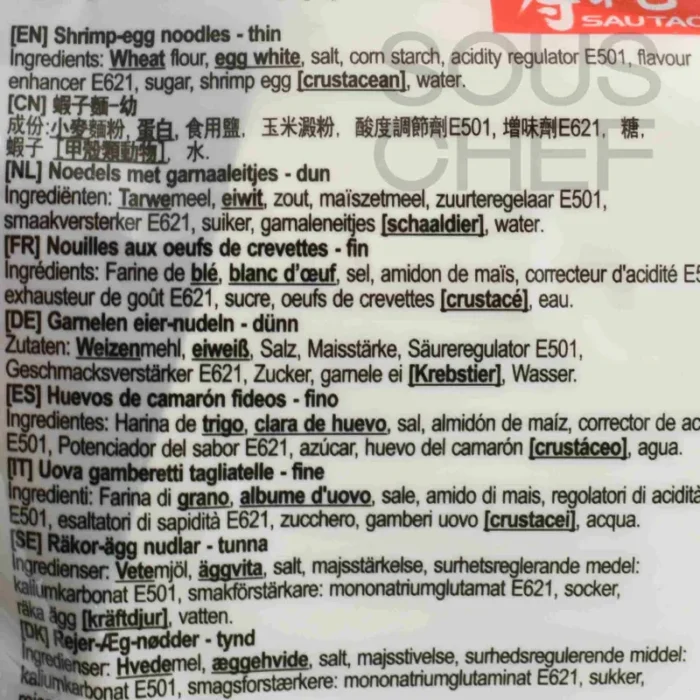 SAUTAO
SOUS
CHEF
[EN] Shrimp-egg noodles - thin
Ingredients: Wheat flour, egg white, salt, corn starch, acidity regulator E501, flavour
enhancer E621, sugar, shrimp egg [crustacean], water.
[CN] 蝦子麵-幼
成份:小麥麵粉, 蛋白, 食用鹽, 玉米澱粉, 酸度調節劑E501, 增味劑E621, 糖,
蝦子 [甲殼類動物], 水.
[NL] Noedels met garnaaleitjes - dun
Ingrediënten: Tarwemeel, eiwit, zout, maïszetmeel, zuurteregelaar E501,
smaakversterker E621, suiker, garnaleneitjes [schaaldier], water.
[FR] Nouilles aux oeufs de crevettes - fin
Ingrédients: Farine de blé, blanc d'œuf, sel, amidon de maïs, correcteur d'acidité E5
exhausteur de goût E621, sucre, oeufs de crevettes [crustacé], eau.
[DE] Garnelen eier-nudeln - dünn
Zutaten: Weizenmehl, eiweiß, Salz, Maisstärke, Säureregulator E501,
Geschmacksverstärker E621, Zucker, garnele ei [Krebstier], Wasser.
[ES] Huevos de camarón fideos - fino
Ingredientes: Harina de trigo, clara de huevo, sal, almidón de maíz, corrector de ac
E501, Potenciador del sabor E621, azúcar, huevo del camarón [crustáceo], agua.
[IT] Uova gamberetti tagliatelle - fine
Ingredienti: Farina di grano, albume d'uovo, sale, amido di mais, regolatori di acidità
E501, esaltatori di sapidità E621, zucchero, gamberi uovo [crustacei], acqua.
[SE] Räkor-ägg nudlar - tunna
Ingredienser: Vetemjöl, äggvita, salt, majsstärkelse, surhetsreglerande medel:
kaliumkarbonat E501, smakförstärkare: mononatriumglutamat E621, socker,
räka ägg [kräftdjur], vatten.
[DK] Rejer-Æg-nødder - tynd
Ingredienser: Hvedemel, æggehvide, salt, majsstivelse, surhedsregulerende middel:
kaliumkarbonat E501, smagsforstærkere: mononatriumglutaminat E621, sukker,